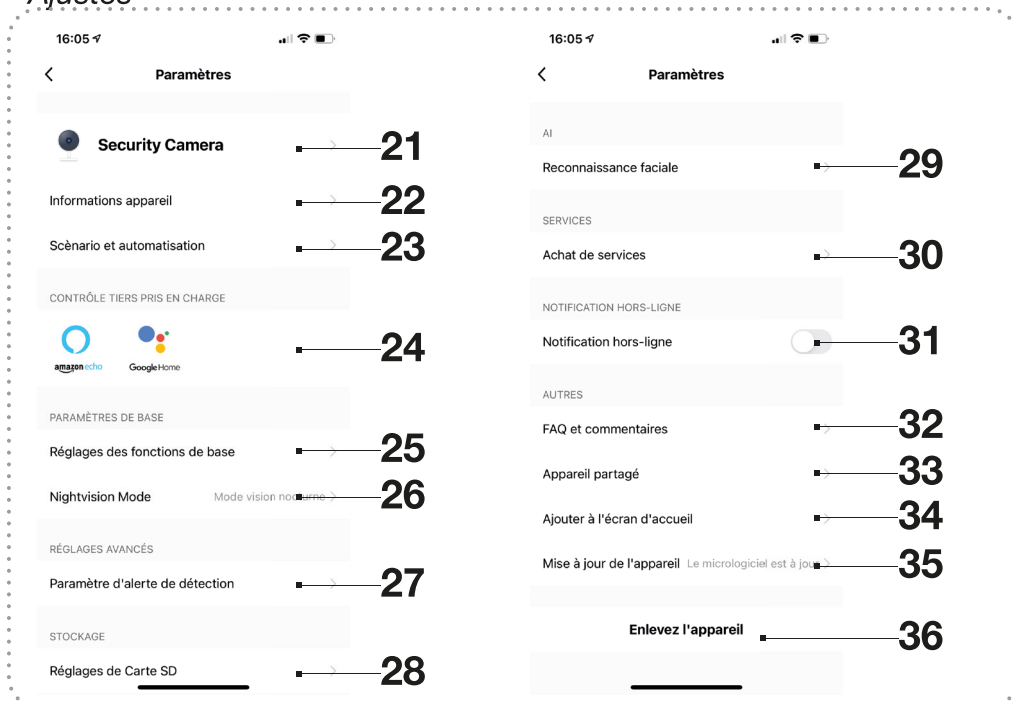 Ajustes
16:05
Paramètres
Security Camera
21
Informations appareil
22
Scènario et automatisation
23
CONTRÔLE TIERS PRIS EN CHARGE
amazon echo
Google Home
24
PARAMÈTRES DE BASE
Réglages des fonctions de base
25
Nightvision Mode Mode vision nocturne
26
RÉGLAGES AVANCÉS
Paramètre d'alerte de détection
27
STOCKAGE
Réglages de Carte SD
28
16:05
Paramètres
AI
Reconnaissance faciale
29
SERVICES
Achat de services
30
NOTIFICATION HORS-LIGNE
Notification hors-ligne
31
AUTRES
FAQ et commentaires
32
Appareil partagé
33
Ajouter à l'écran d'accueil
34
Mise à jour de l'appareil Le micrologiciel est à jour
35
Enlevez l'appareil
36